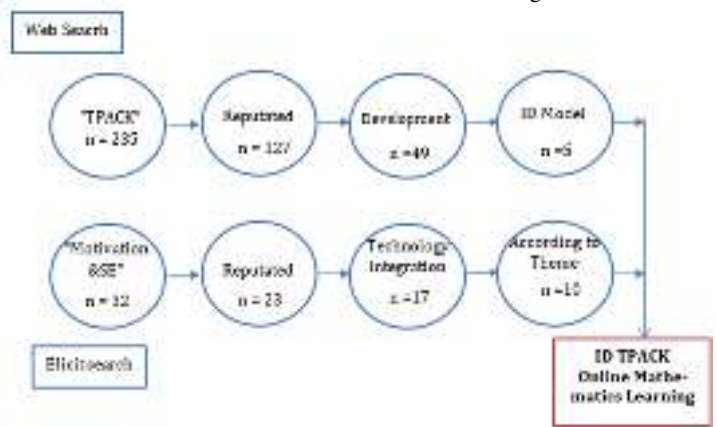 Web Search
"TPACK"
n = 235
Reputated
n = 127
Development
n =49
ID Model
n =6
"Motivation
&SE"
n = 32
Reputated
n = 23
Technology
Integration
n =17
According to
Theme
n =10
Elicitsearch
ID TPACK
Online Mathe-
matics Learning